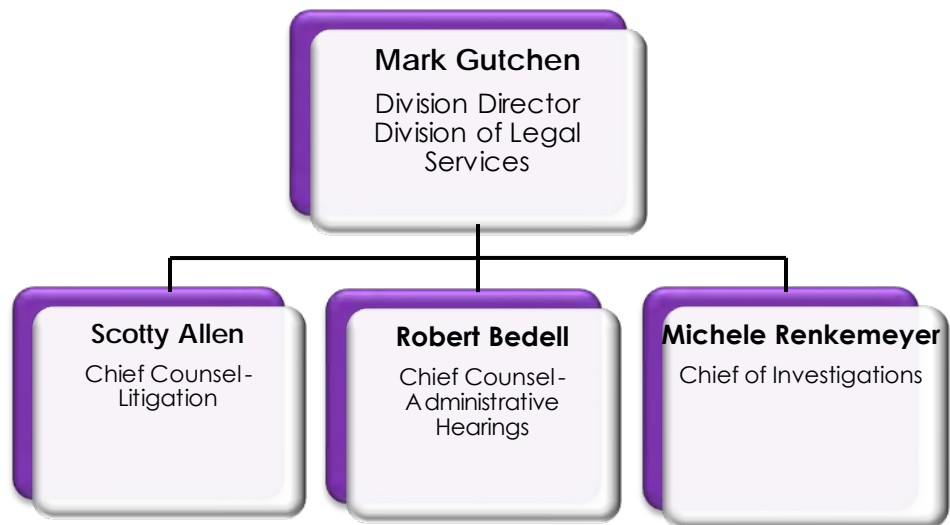 Mark Gutchen
Division Director
Division of Legal
Services
Scotty Allen
Chief Counsel-
Litigation
Robert Bedell
Chief Counsel-
Administrative
Hearings
Michele Renkemeyer
Chief of Investigations